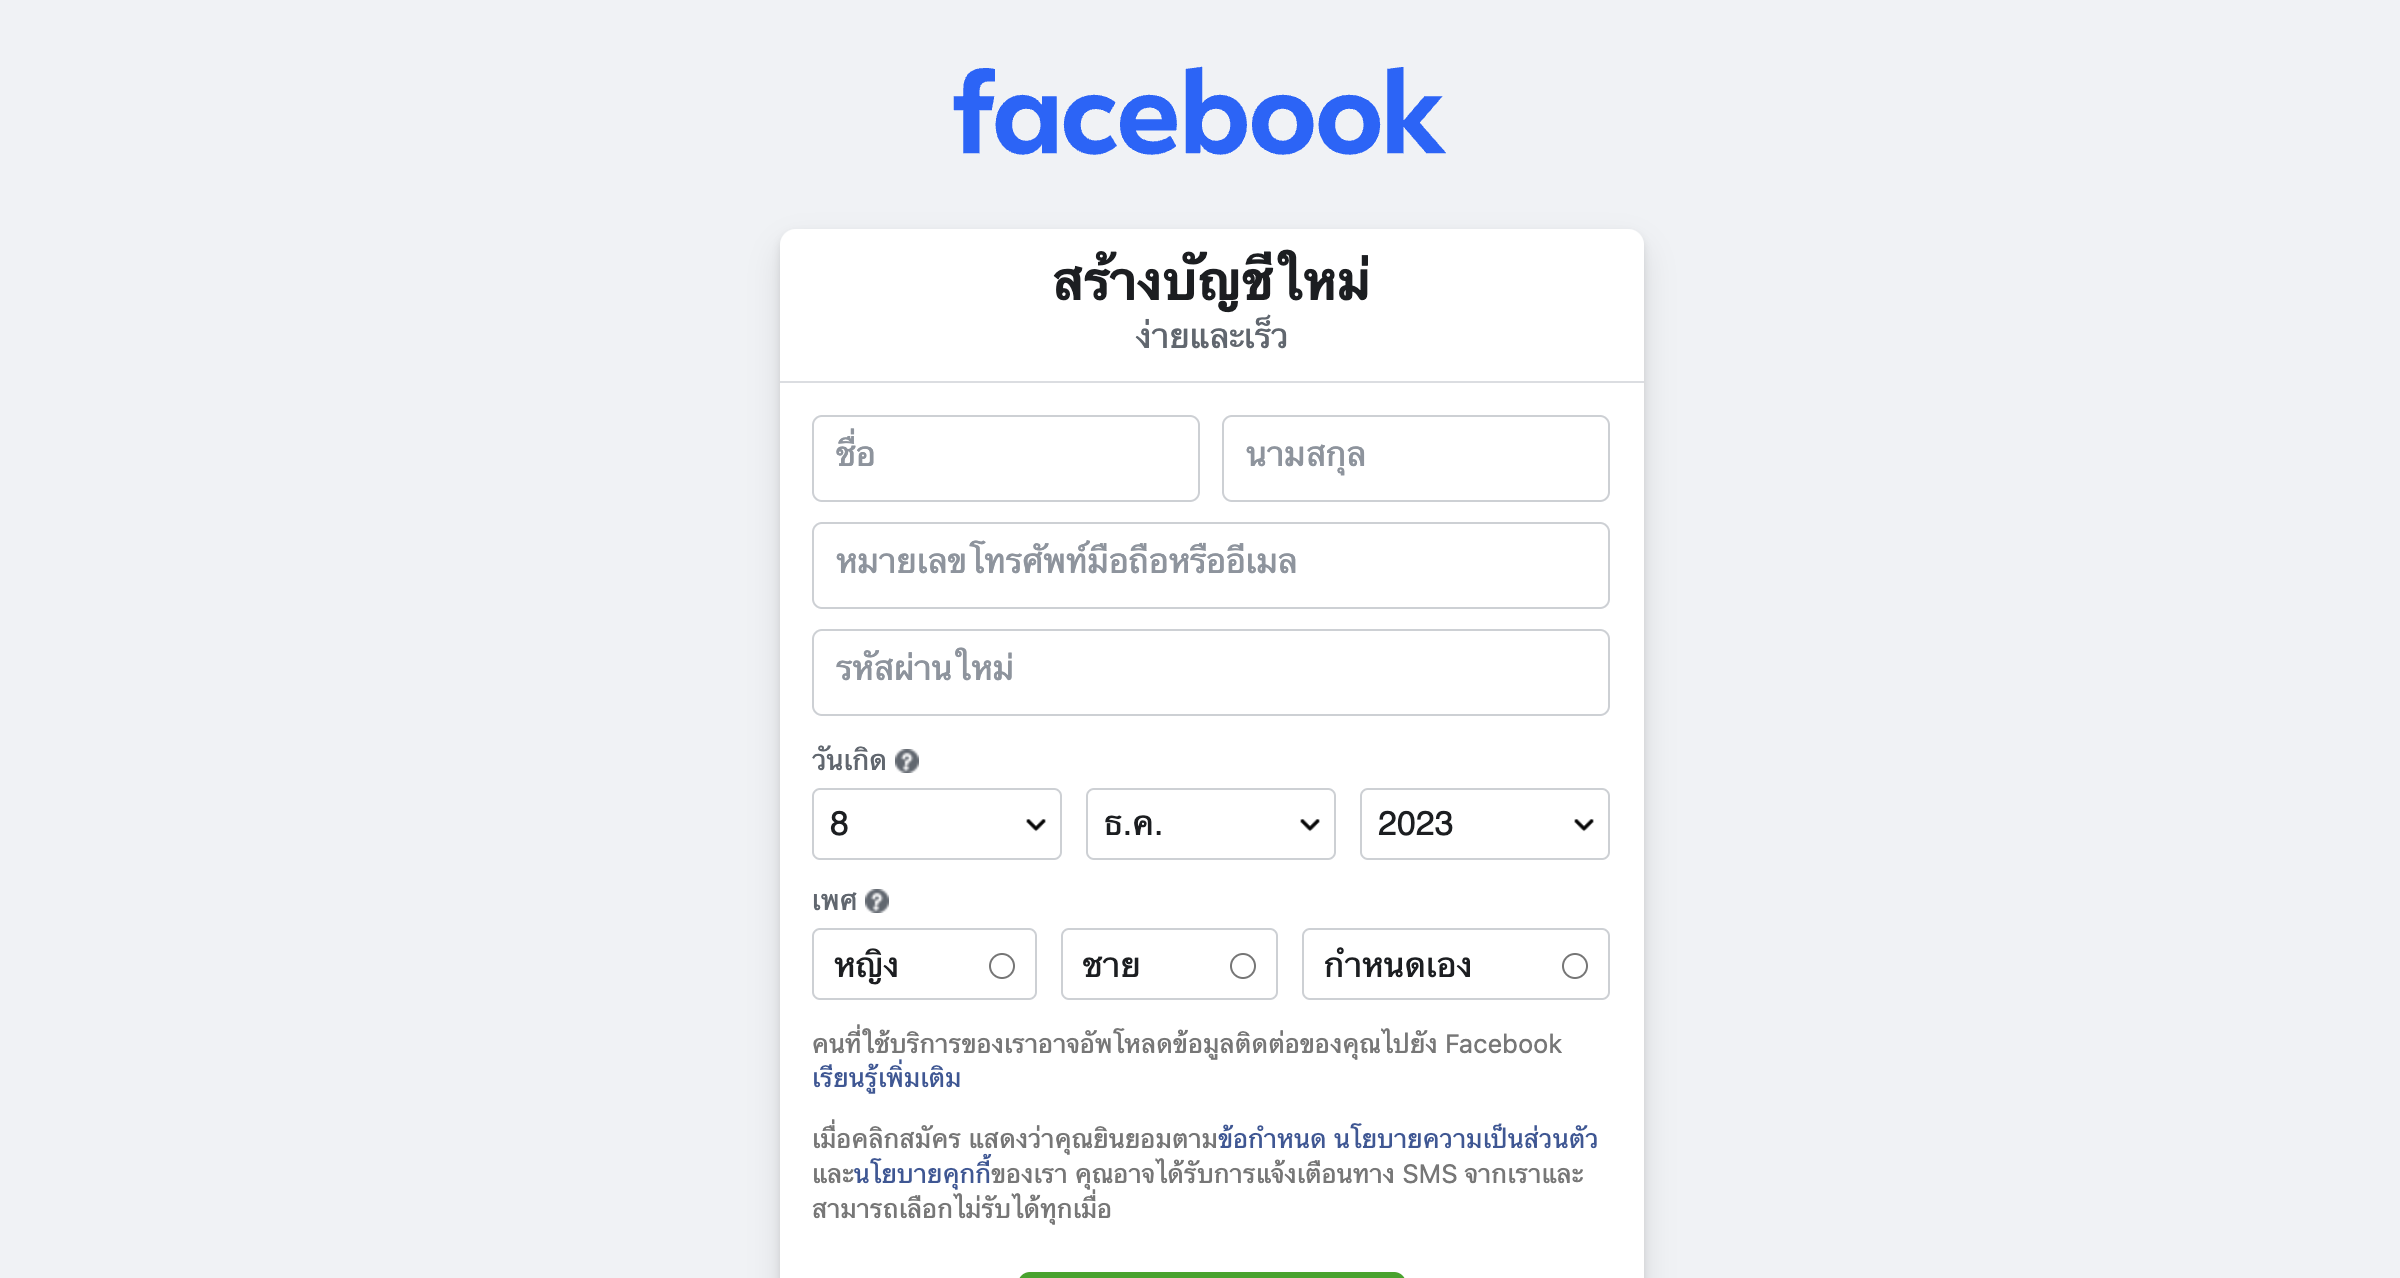 facebook
สร้างบัญชีใหม่
ง่ายและเร็ว
ชื่อ นามสกุล
หมายเลขโทรศัพท์มือถือหรืออีเมล
รหัสผ่านใหม่
วันเกิด ?
8 ธ.ค. 2023
เพศ ?
หญิง ชาย กำหนดเอง
คนที่ใช้บริการของเราอาจอัพโหลดข้อมูลติดต่อของคุณไปยัง Facebook
เรียนรู้เพิ่มเติม
เมื่อคลิกสมัคร แสดงว่าคุณยินยอมตามข้อกำหนด นโยบายความเป็นส่วนตัว
และนโยบายคุกกี้ของเรา คุณอาจได้รับการแจ้งเตือนทาง SMS จากเราและ
สามารถเลือกไม่รับได้ทุกเมื่อ